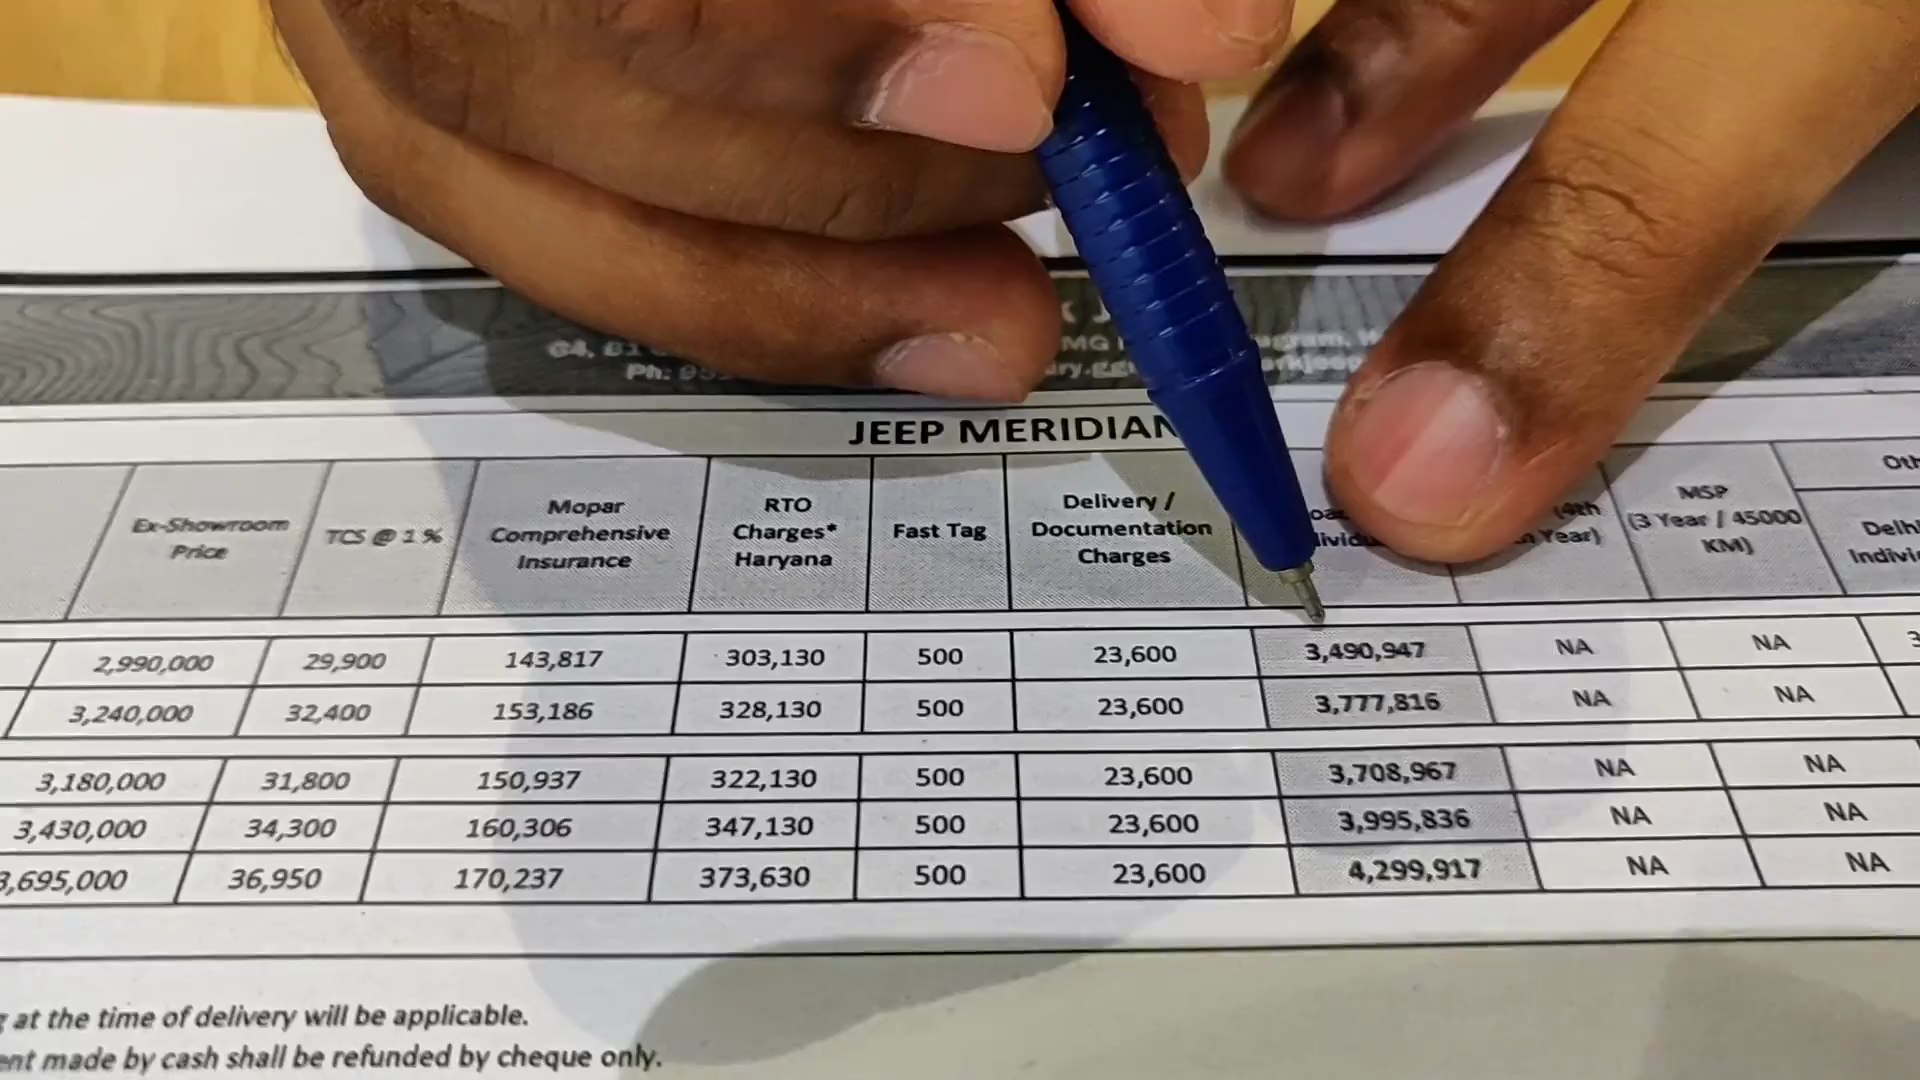 JEEP MERIDIAN
Ex-Showroom Price
TCS @ 1 %
Mopar Comprehensive Insurance
RTO Charges* Haryana
Fast Tag
Delivery / Documentation Charges
(4th
Year)
MSP (3 Year / 45000 KM)
2,990,000 29,900 143,817 303,130 500 23,600 3,490,947 NA NA
3,240,000 32,400 153,186 328,130 500 23,600 3,777,816 NA NA
3,180,000 31,800 150,937 322,130 500 23,600 3,708,967 NA NA
3,430,000 34,300 160,306 347,130 500 23,600 3,995,836 NA NA
3,695,000 36,950 170,237 373,630 500 23,600 4,299,917 NA NA
at the time of delivery will be applicable.
made by cash shall be refunded by cheque only.